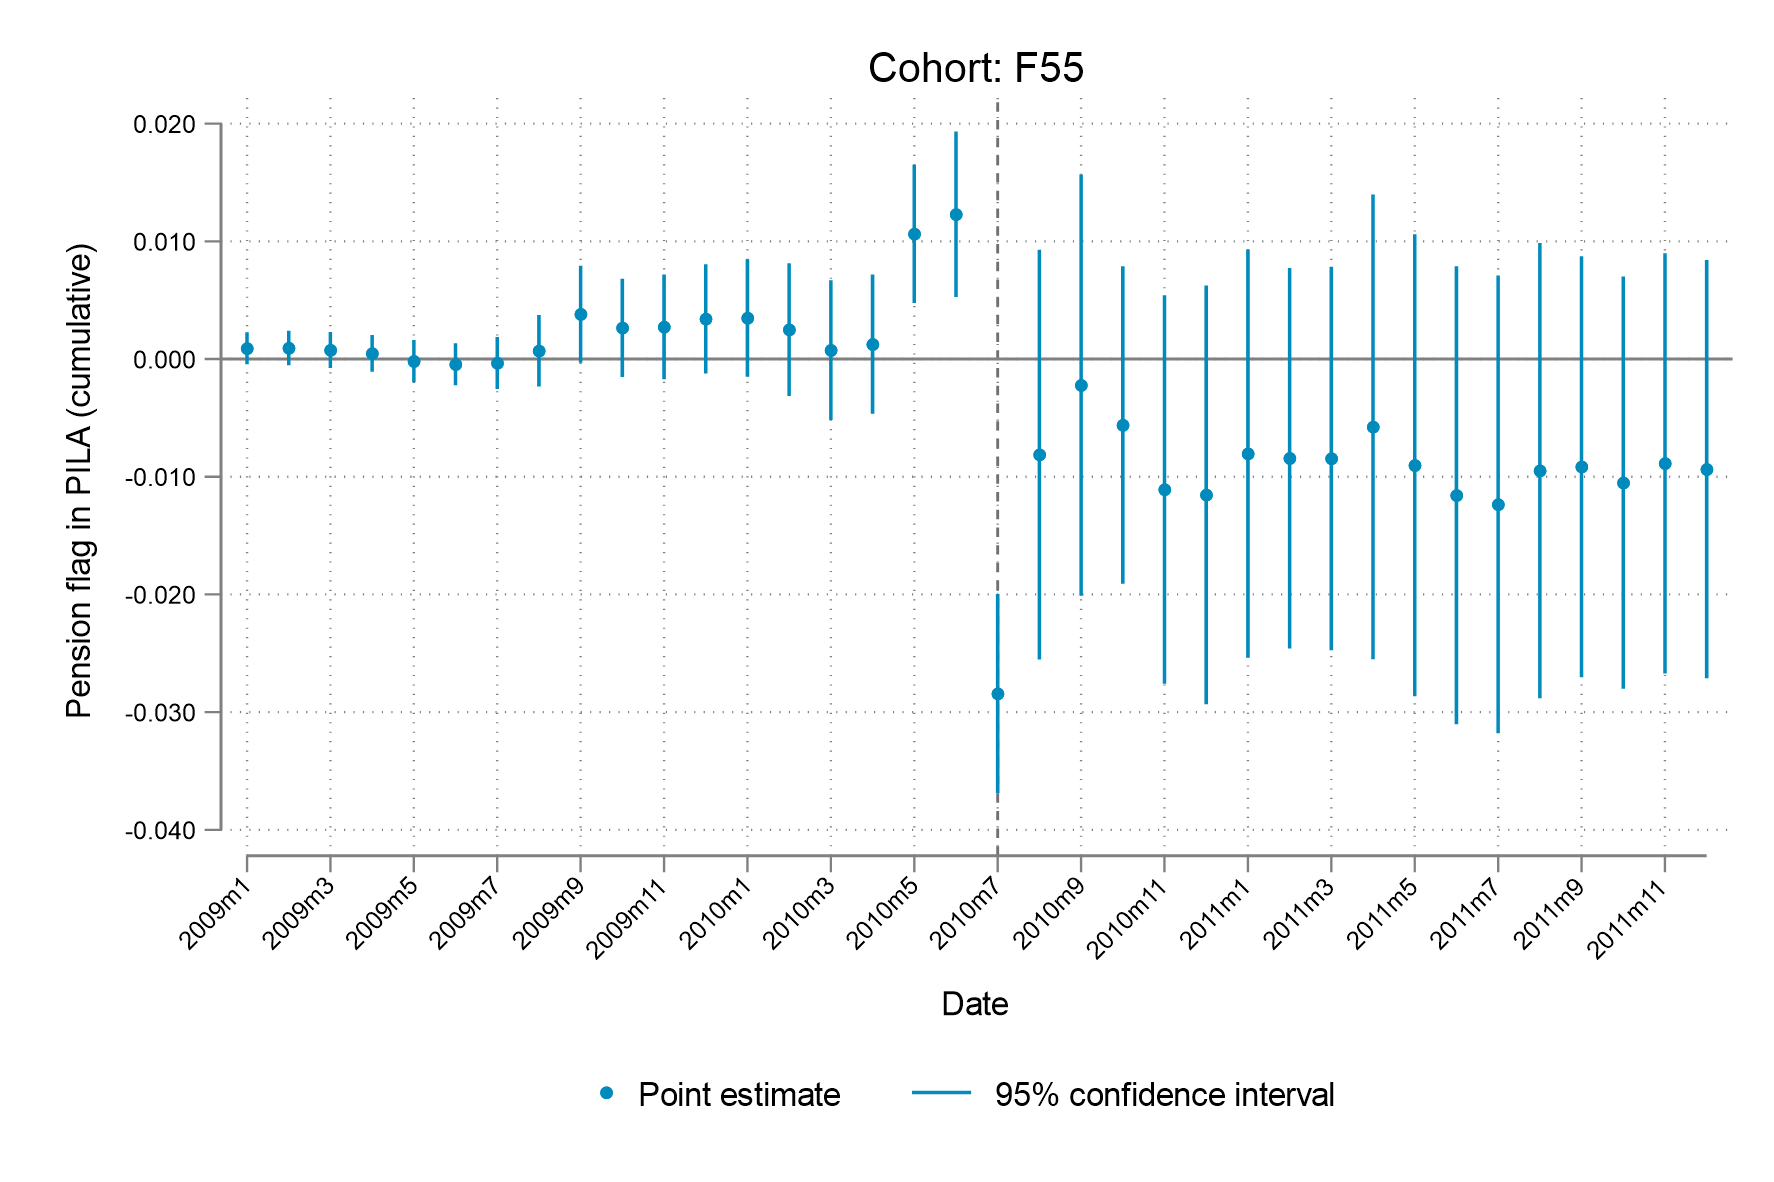 Cohort: F55
Pension flag in PILA (cumulative)
0.020
0.010
0.000
-0.010
-0.020
-0.030
-0.040
2009m1
2009m3
2009m5
2009m7
2009m9
2009m11
2010m1
2010m3
2010m5
2010m7
2010m9
2010m11
2011m1
2011m3
2011m5
2011m7
2011m9
2011m11
Date
Point estimate
95% confidence interval